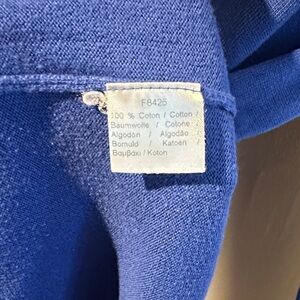 F8425
100 % Coton / Cotton /
Baumwolle / Cotone /
Algodón / Algodão /
Bomuld / Katoen /
Βαμβάκι / Koton